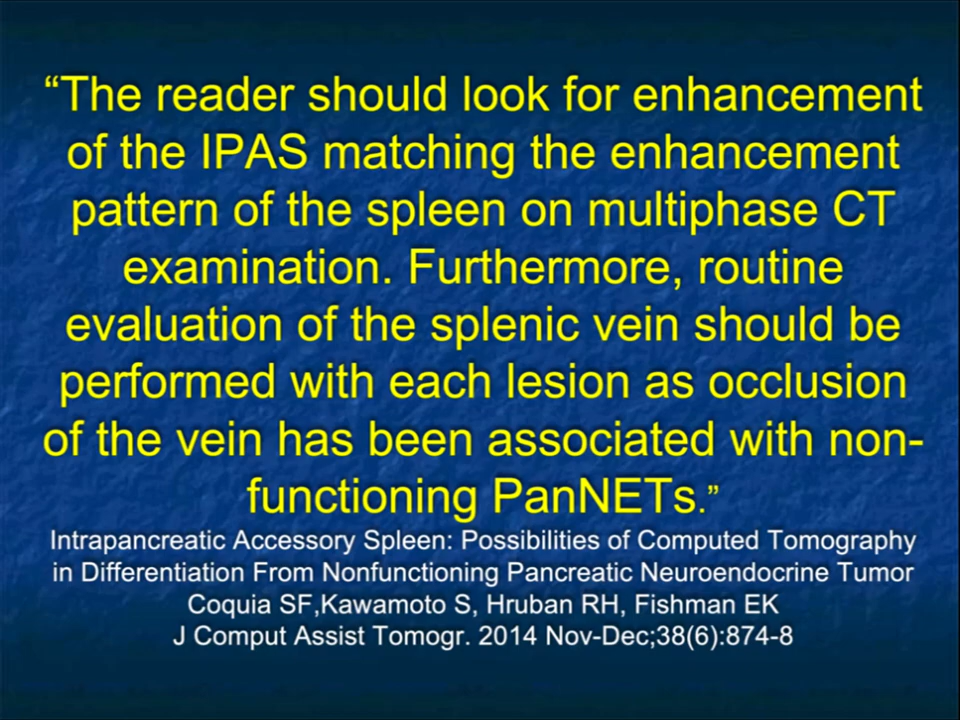 “The reader should look for enhancement
of the IPAS matching the enhancement
pattern of the spleen on multiphase CT
examination. Furthermore, routine
evaluation of the splenic vein should be
performed with each lesion as occlusion
of the vein has been associated with non-
functioning PanNETs.”
Intrapancreatic Accessory Spleen: Possibilities of Computed Tomography
in Differentiation From Nonfunctioning Pancreatic Neuroendocrine Tumor
Coquia SF,Kawamoto S, Hruban RH, Fishman EK
J Comput Assist Tomogr. 2014 Nov-Dec;38(6):874-8